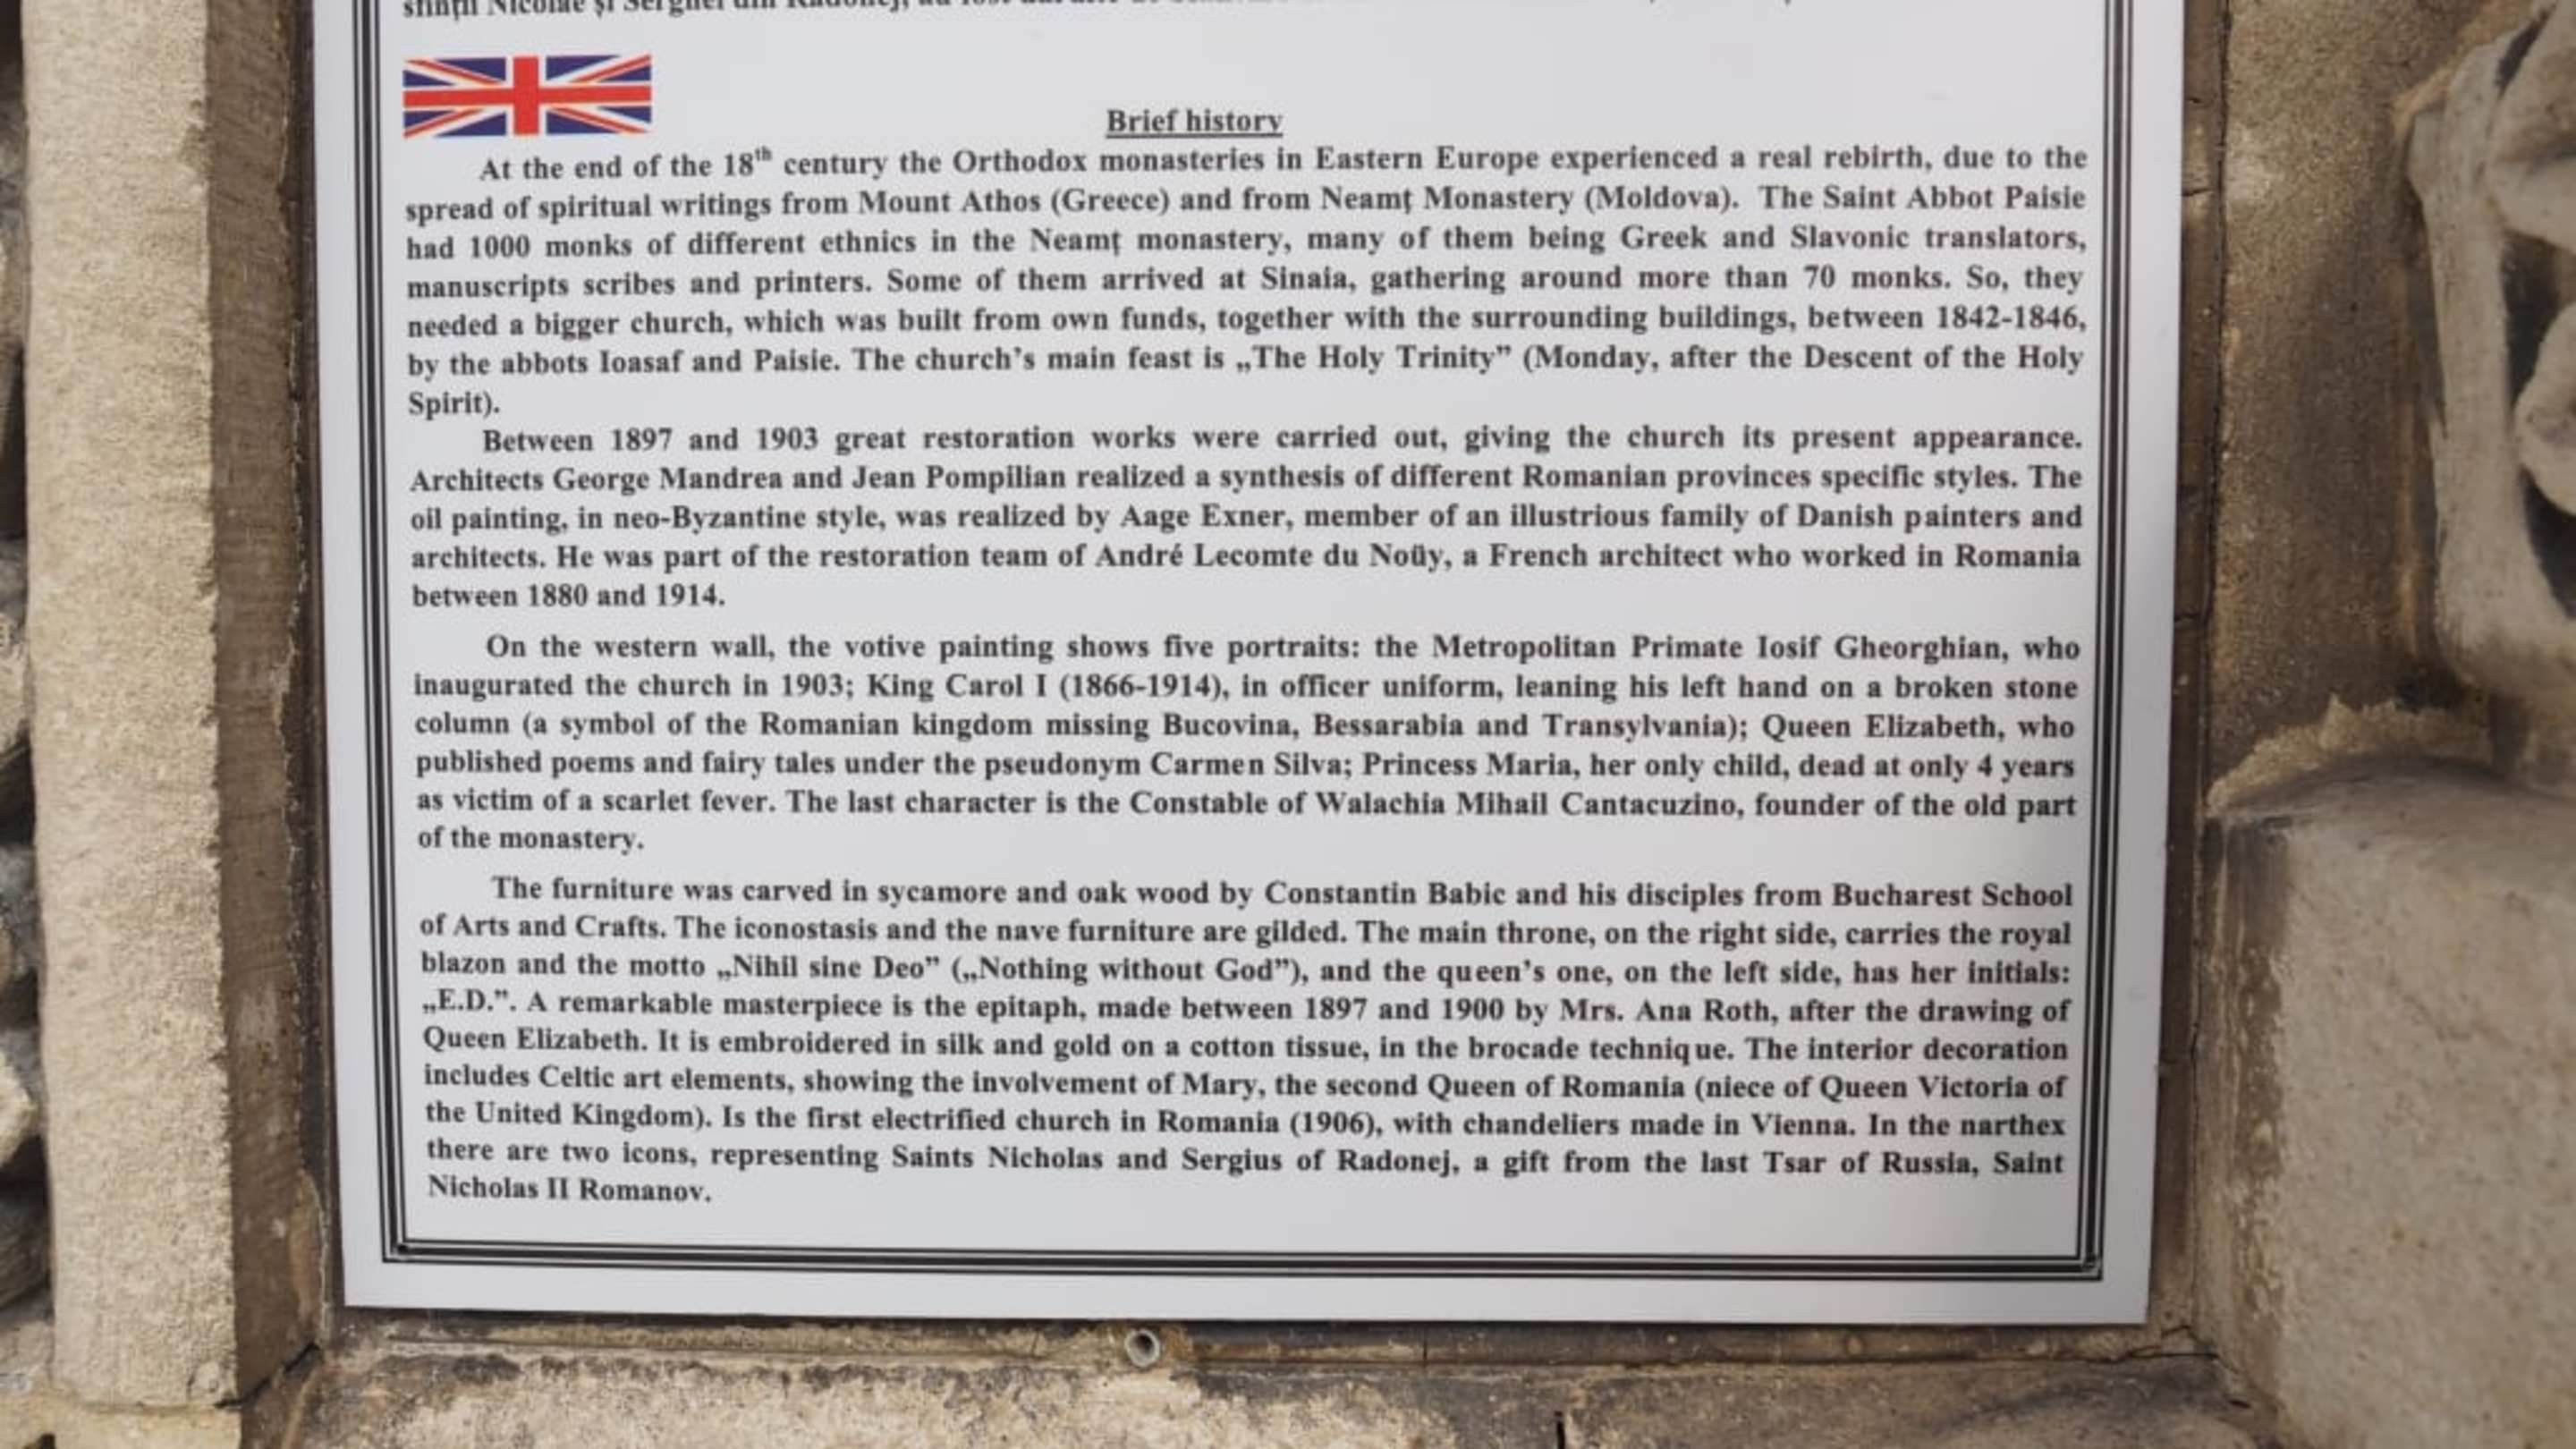 sfinții Nicolae și Serghei din Radonej, au fost
Brief history
At the end of the 18th century the Orthodox monasteries in Eastern Europe experienced a real rebirth, due to the
spread of spiritual writings from Mount Athos (Greece) and from Neamţ Monastery (Moldova). The Saint Abbot Paisie
had 1000 monks of different ethnics in the Neamţ monastery, many of them being Greek and Slavonic translators,
manuscripts scribes and printers. Some of them arrived at Sinaia, gathering around more than 70 monks. So, they
needed a bigger church, which was built from own funds, together with the surrounding buildings, between 1842-1846,
by the abbots Ioasaf and Paisie. The church's main feast is „The Holy Trinity” (Monday, after the Descent of the Holy
Spirit).
Between 1897 and 1903 great restoration works were carried out, giving the church its present appearance.
Architects George Mandrea and Jean Pompilian realized a synthesis of different Romanian provinces specific styles. The
oil painting, in neo-Byzantine style, was realized by Aage Exner, member of an illustrious family of Danish painters and
architects. He was part of the restoration team of André Lecomte du Noüy, a French architect who worked in Romania
between 1880 and 1914.
On the western wall, the votive painting shows five portraits: the Metropolitan Primate Iosif Gheorghian, who
inaugurated the church in 1903; King Carol I (1866-1914), in officer uniform, leaning his left hand on a broken stone
column (a symbol of the Romanian kingdom missing Bucovina, Bessarabia and Transylvania); Queen Elizabeth, who
published poems and fairy tales under the pseudonym Carmen Silva; Princess Maria, her only child, dead at only 4 years
as victim of a scarlet fever. The last character is the Constable of Walachia Mihail Cantacuzino, founder of the old part
of the monastery.
The furniture was carved in sycamore and oak wood by Constantin Babic and his disciples from Bucharest School
of Arts and Crafts. The iconostasis and the nave furniture are gilded. The main throne, on the right side, carries the royal
blazon and the motto „Nihil sine Deo” („Nothing without God”), and the queen's one, on the left side, has her initials:
„E.D.”. A remarkable masterpiece is the epitaph, made between 1897 and 1900 by Mrs. Ana Roth, after the drawing of
Queen Elizabeth. It is embroidered in silk and gold on a cotton tissue, in the brocade technique. The interior decoration
includes Celtic art elements, showing the involvement of Mary, the second Queen of Romania (niece of Queen Victoria of
the United Kingdom). Is the first electrified church in Romania (1906), with chandeliers made in Vienna. In the narthex
there are two icons, representing Saints Nicholas and Sergius of Radonej, a gift from the last Tsar of Russia, Saint
Nicholas II Romanov.